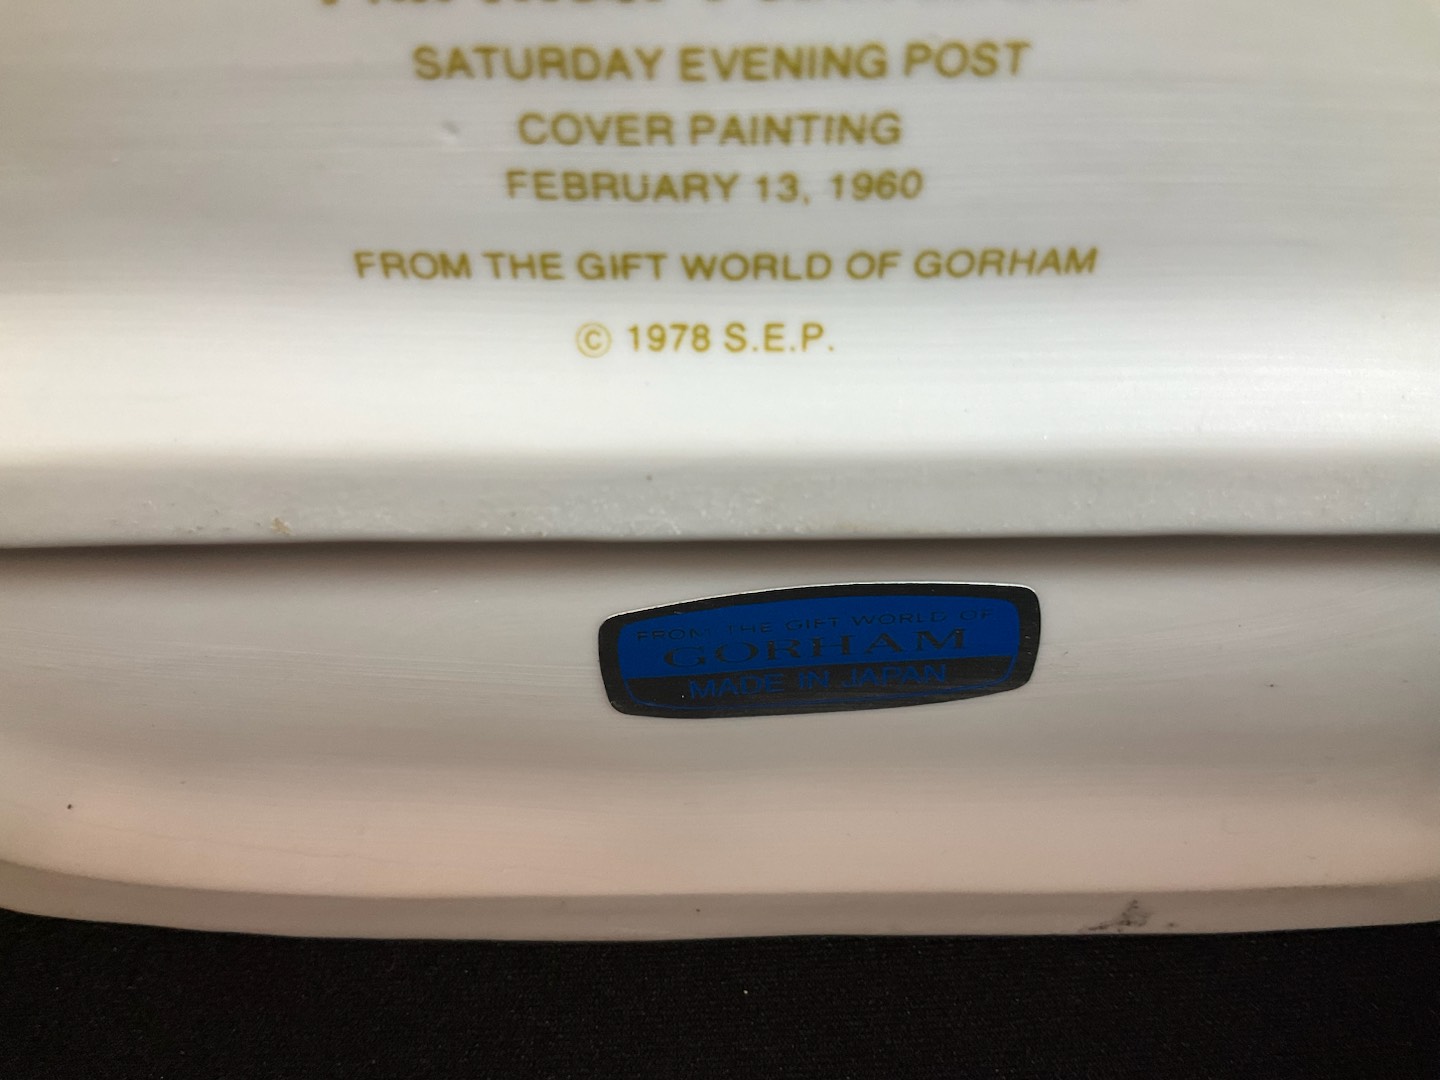 SATURDAY EVENING POST
COVER PAINTING
FEBRUARY 13, 1960
FROM THE GIFT WORLD OF GORHAM
© 1978 S.E.P.
FROM THE GIFT WORLD OF
GORHAM
MADE IN JAPAN